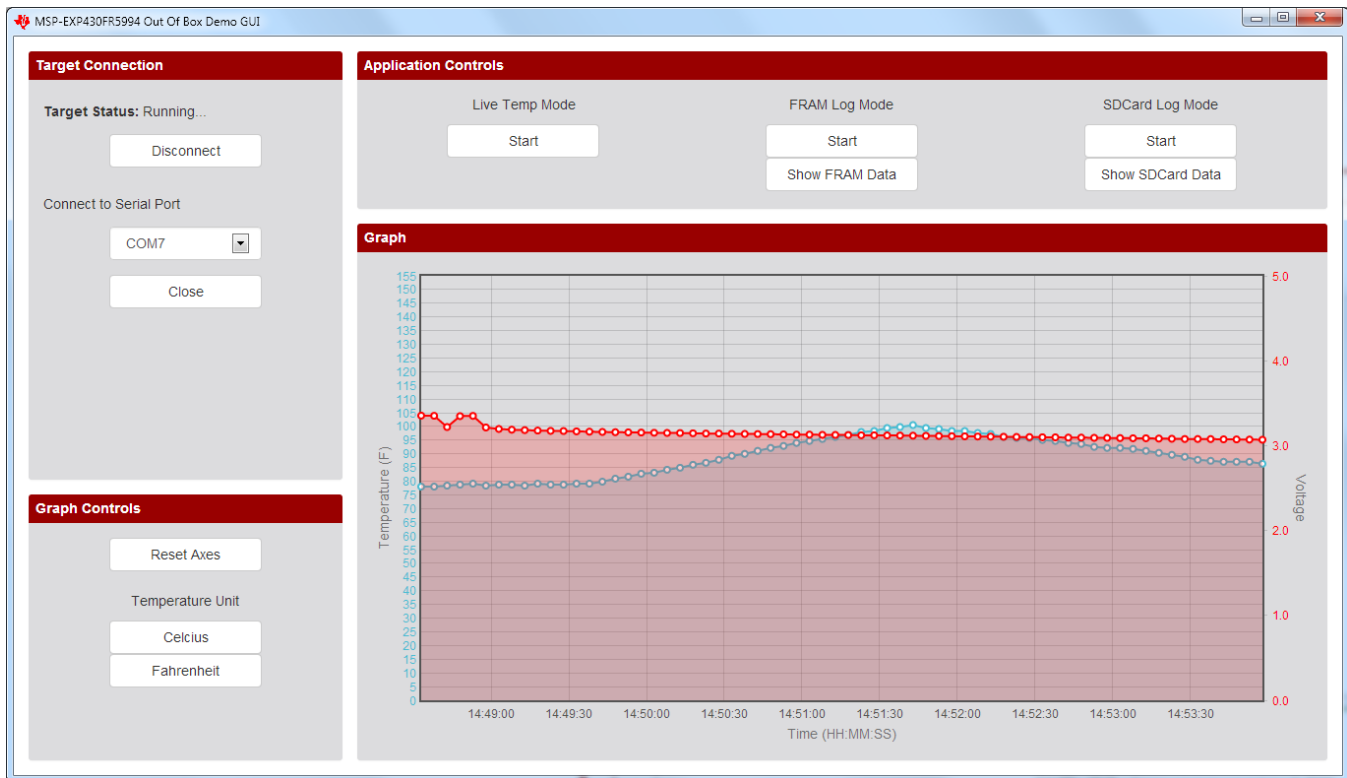 MSP-EXP430FR5994 Out Of Box Demo GUI
Target Connection
Target Status: Running...
Disconnect
Connect to Serial Port
COM7
Close
Graph Controls
Reset Axes
Temperature Unit
Celcius
Fahrenheit
Application Controls
Live Temp Mode
Start
FRAM Log Mode
Start
Show FRAM Data
SDCard Log Mode
Start
Show SDCard Data
Graph
Temperature (F)
155
150
145
140
135
130
125
120
115
110
105
100
95
90
85
80
75
70
65
60
55
50
45
40
35
30
25
20
15
10
5
0
5.0
4.0
3.0
2.0
1.0
0.0
Voltage
14:49:00 14:49:30 14:50:00 14:50:30 14:51:00 14:51:30 14:52:00 14:52:30 14:53:00 14:53:30
Time (HH:MM:SS)